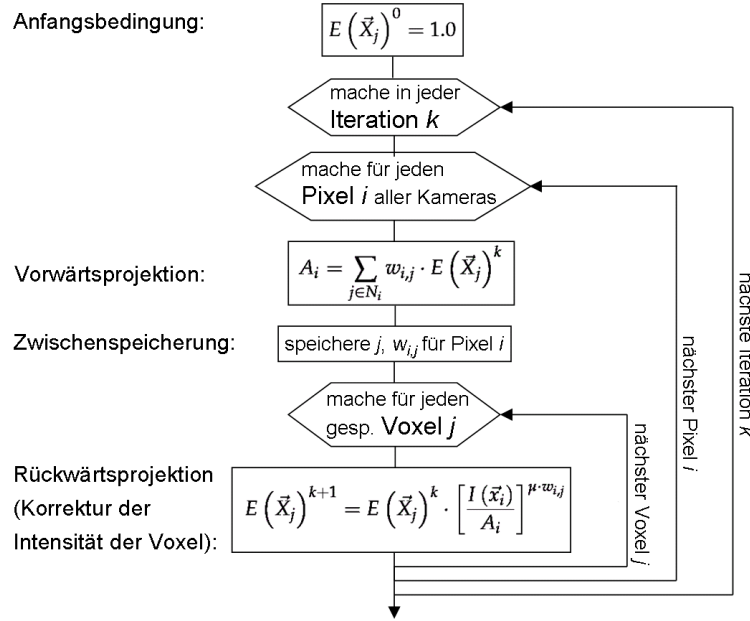 Anfangsbedingung:
E (X⃗_j)^0 = 1.0
mache in jeder
Iteration k
mache für jeden
Pixel i aller Kameras
Vorwärtsprojektion:
A_i = ∑_{j∈N_i} w_{i,j} · E (X⃗_j)^k
Zwischenspeicherung:
speichere j, w_{i,j} für Pixel i
mache für jeden
gesp. Voxel j
Rückwärtsprojektion
(Korrektur der
Intensität der Voxel):
E (X⃗_j)^{k+1} = E (X⃗_j)^k · [I (x⃗_i) / A_i]^{μ·w_{i,j}}
nächster Voxel j
nächster Pixel i
nächste Iteration k